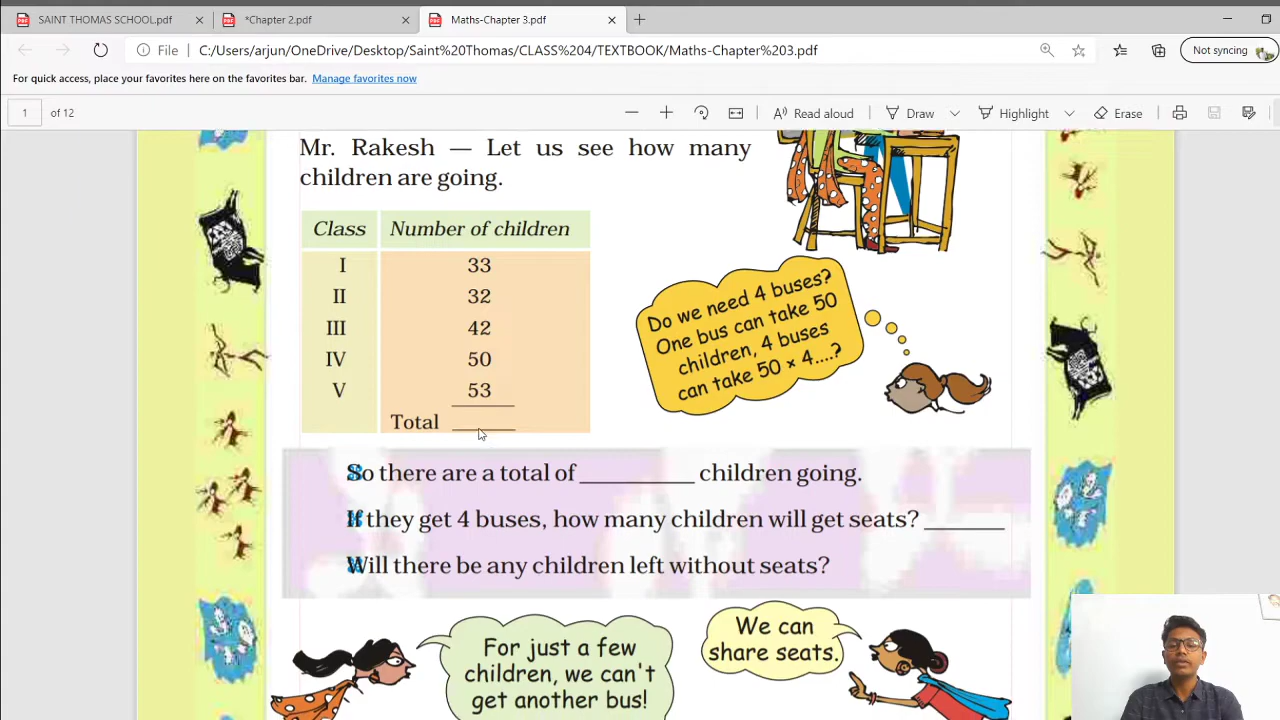 SAINT THOMAS SCHOOL.pdf
*Chapter 2.pdf
Maths-Chapter 3.pdf
File
C:/Users/arjun/OneDrive/Desktop/Saint%20Thomas/CLASS%204/TEXTBOOK/Maths-Chapter%203.pdf
Not syncing
For quick access, place your favorites here on the favorites bar. Manage favorites now
1 of 12
Read aloud
Draw
Highlight
Erase
Mr. Rakesh — Let us see how many
children are going.
Class Number of children
I 33
II 32
III 42
IV 50
V 53
Total ______
Do we need 4 buses?
One bus can take 50
children, 4 buses
can take 50 × 4....?
So there are a total of __________ children going.
If they get 4 buses, how many children will get seats? _______
Will there be any children left without seats?
For just a few
children, we can't
get another bus!
We can
share seats.